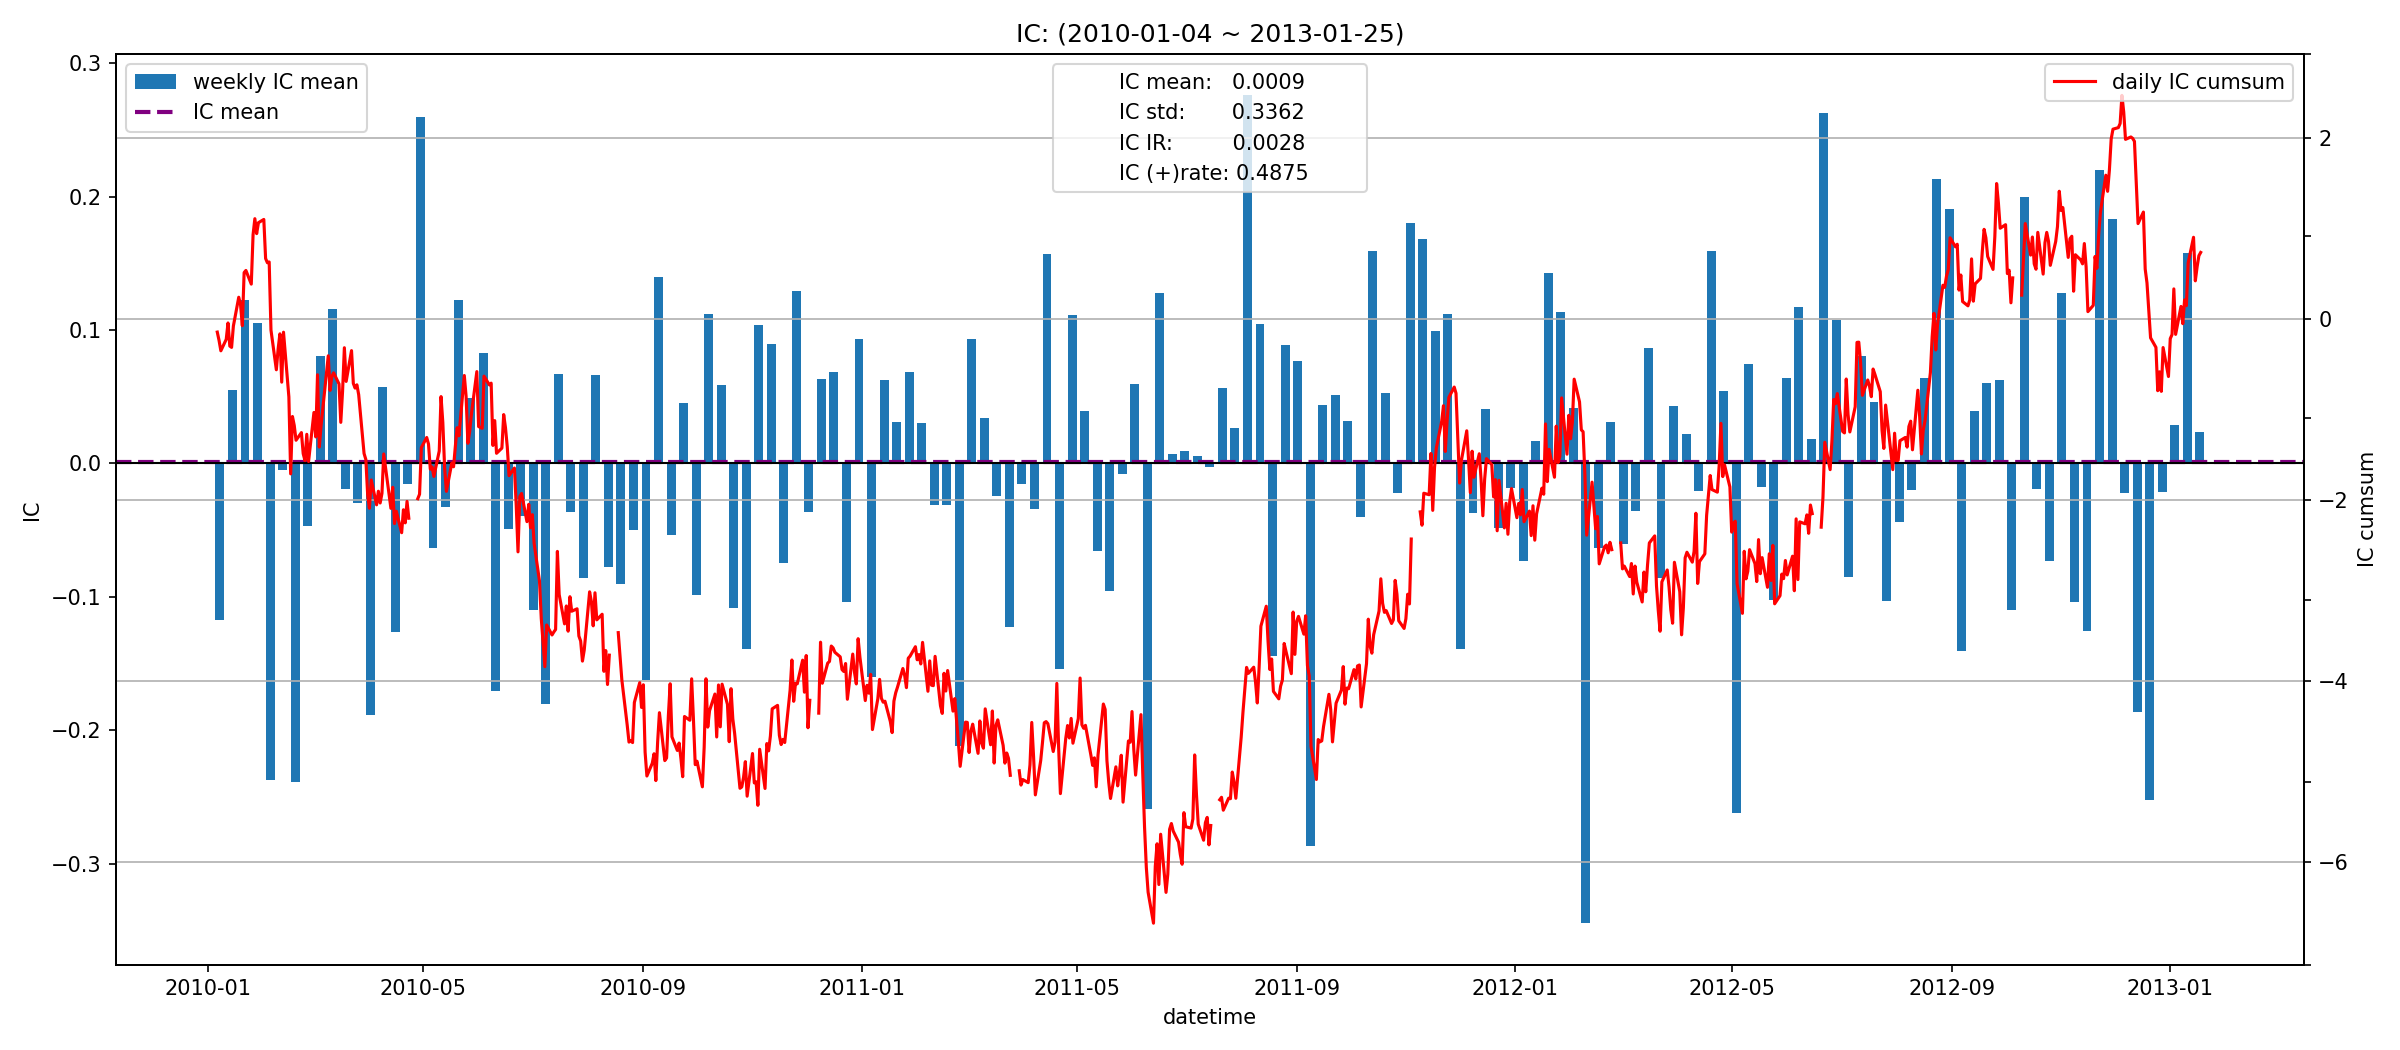 IC: (2010-01-04 ~ 2013-01-25)
weekly IC mean
IC mean
IC mean: 0.0009
IC std: 0.3362
IC IR: 0.0028
IC (+)rate: 0.4875
daily IC cumsum
0.3
0.2
0.1
0.0
−0.1
−0.2
−0.3
IC
2
0
−2
−4
−6
IC cumsum
2010-01
2010-05
2010-09
2011-01
2011-05
2011-09
2012-01
2012-05
2012-09
2013-01
datetime